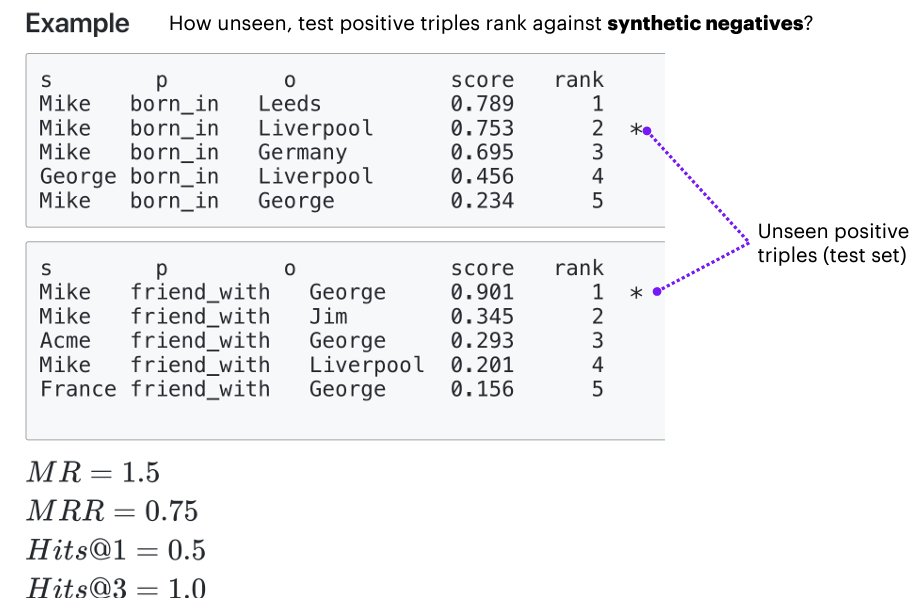 Example How unseen, test positive triples rank against synthetic negatives?
s p o score rank
Mike born_in Leeds 0.789 1
Mike born_in Liverpool 0.753 2 *
Mike born_in Germany 0.695 3
George born_in Liverpool 0.456 4
Mike born_in George 0.234 5
Unseen positive
triples (test set)
s p o score rank
Mike friend_with George 0.901 1 *
Mike friend_with Jim 0.345 2
Acme friend_with George 0.293 3
Mike friend_with Liverpool 0.201 4
France friend_with George 0.156 5
MR = 1.5
MRR = 0.75
Hits@1 = 0.5
Hits@3 = 1.0